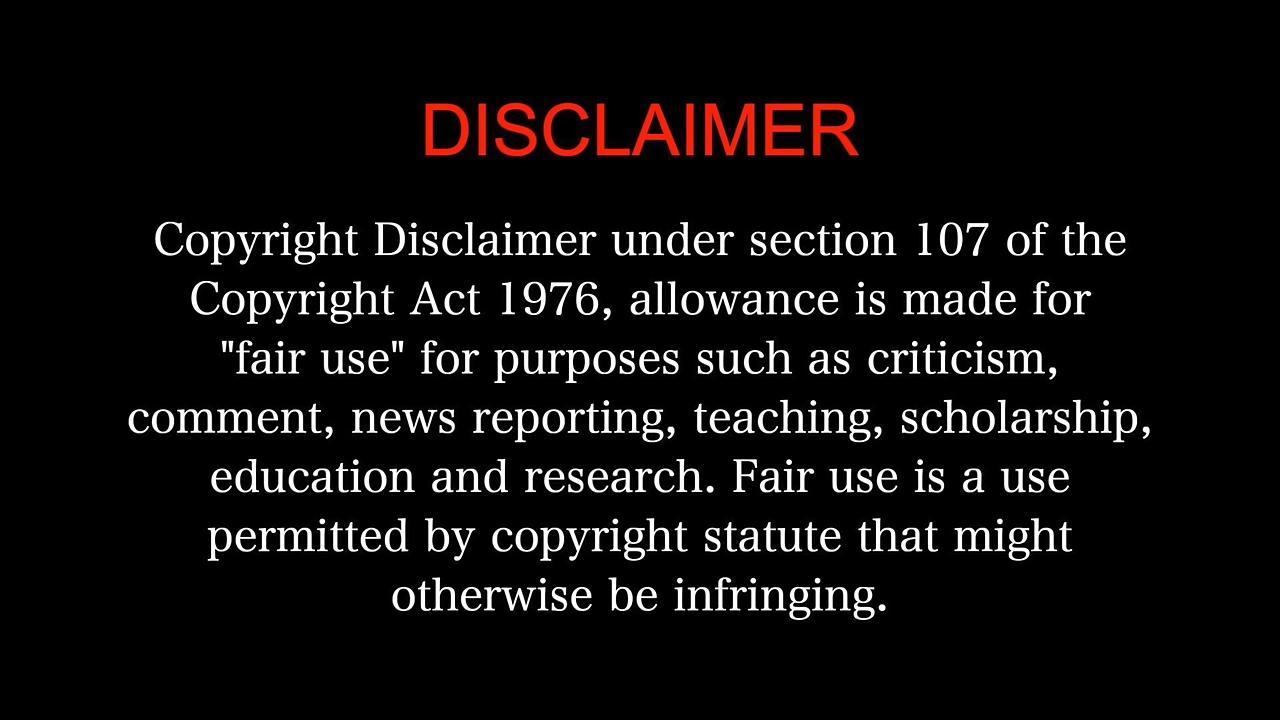 DISCLAIMER
Copyright Disclaimer under section 107 of the
Copyright Act 1976, allowance is made for
"fair use" for purposes such as criticism,
comment, news reporting, teaching, scholarship,
education and research. Fair use is a use
permitted by copyright statute that might
otherwise be infringing.